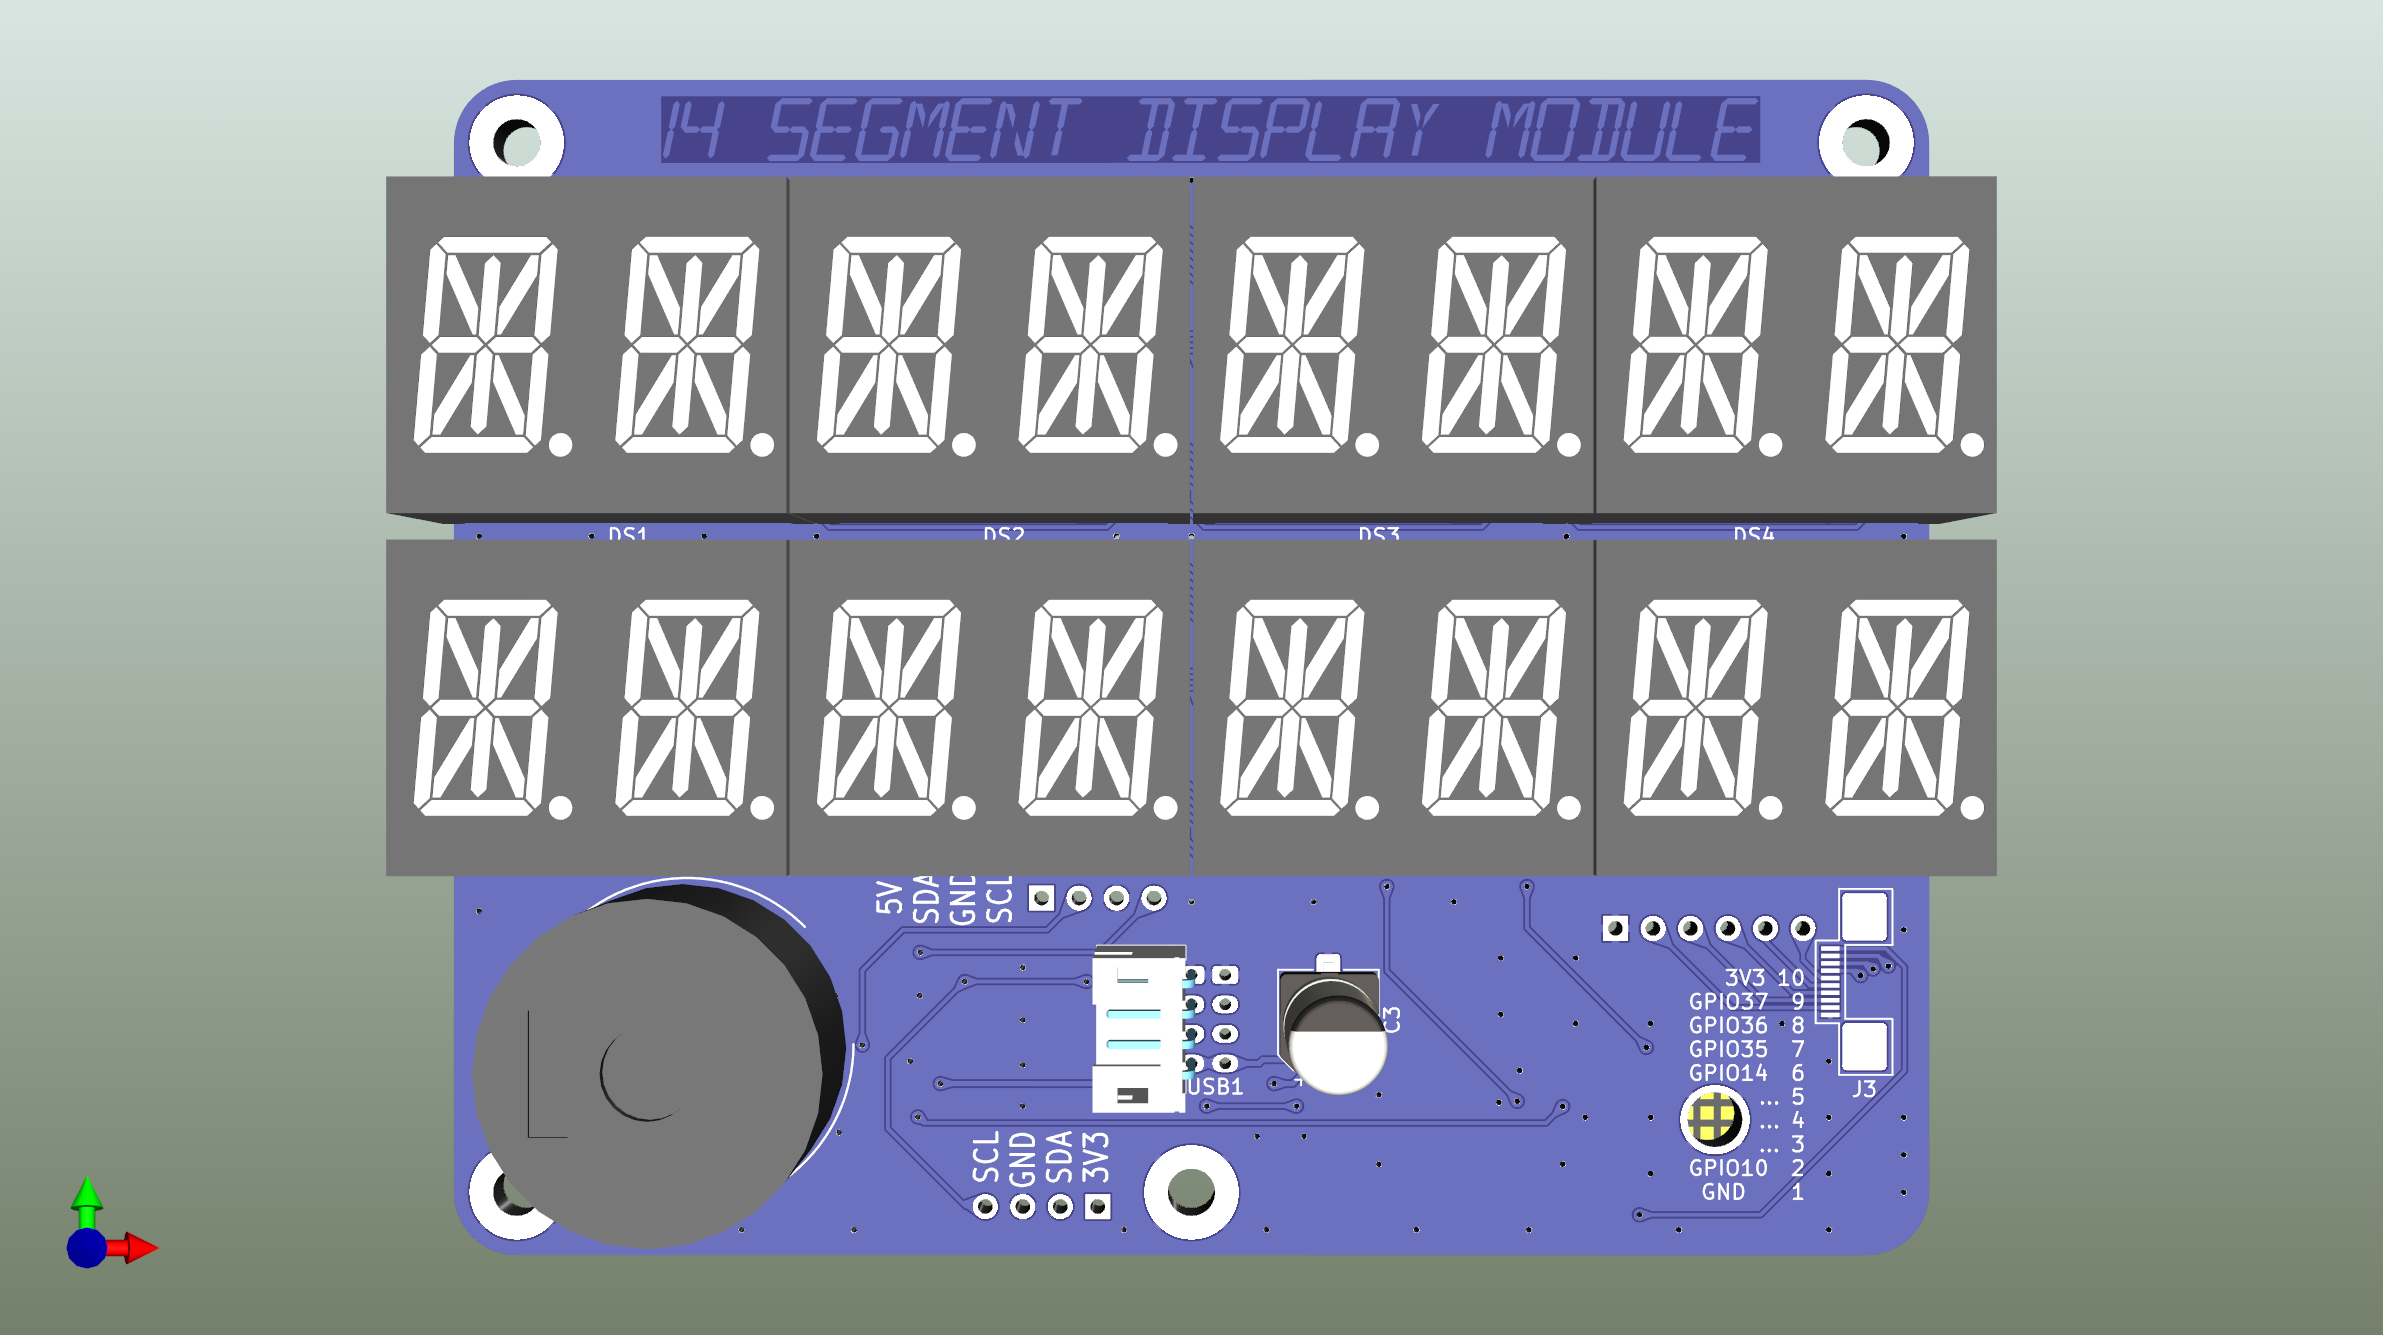 14 SEGMENT DISPLAY MODULE
DS1 DS2 DS3 DS4
5V
SDA
GND
SCL
C3
USB1
3V3 10
GPIO37 9
GPIO36 8
GPIO35 7
GPIO14 6
... 5
... 4
... 3
GPIO10 2
GND 1
J3
SCL
GND
SDA
3V3